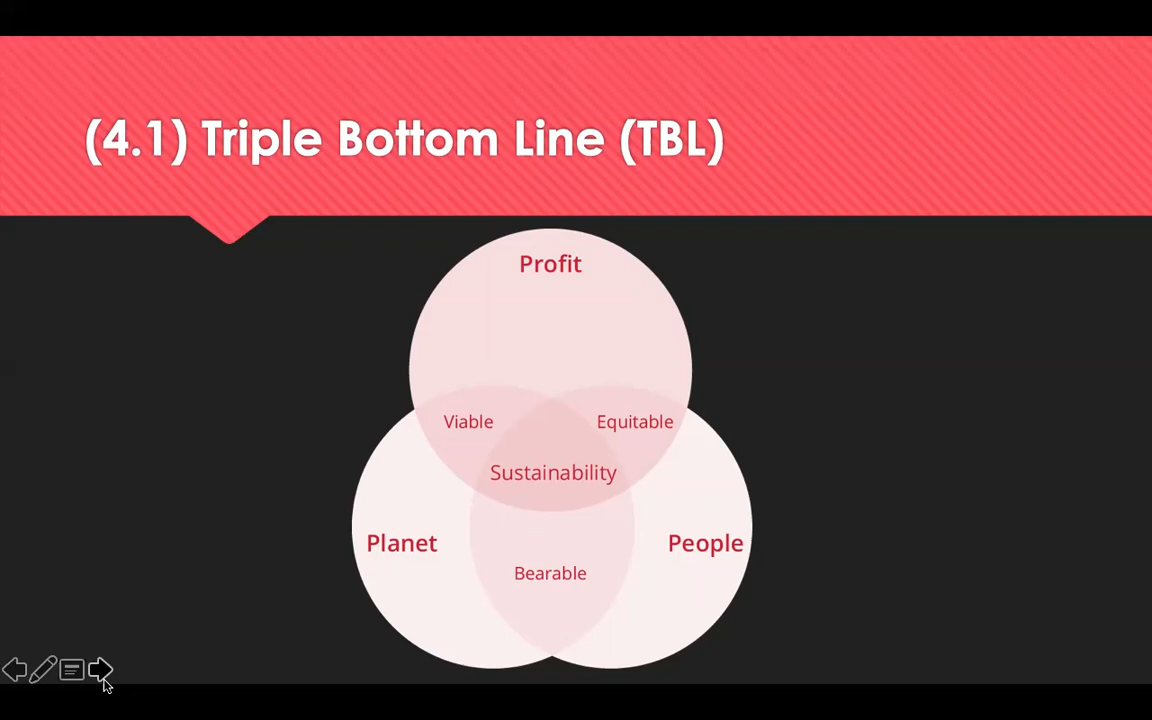 (4.1) Triple Bottom Line (TBL)
Profit
Viable
Equitable
Sustainability
Planet
People
Bearable